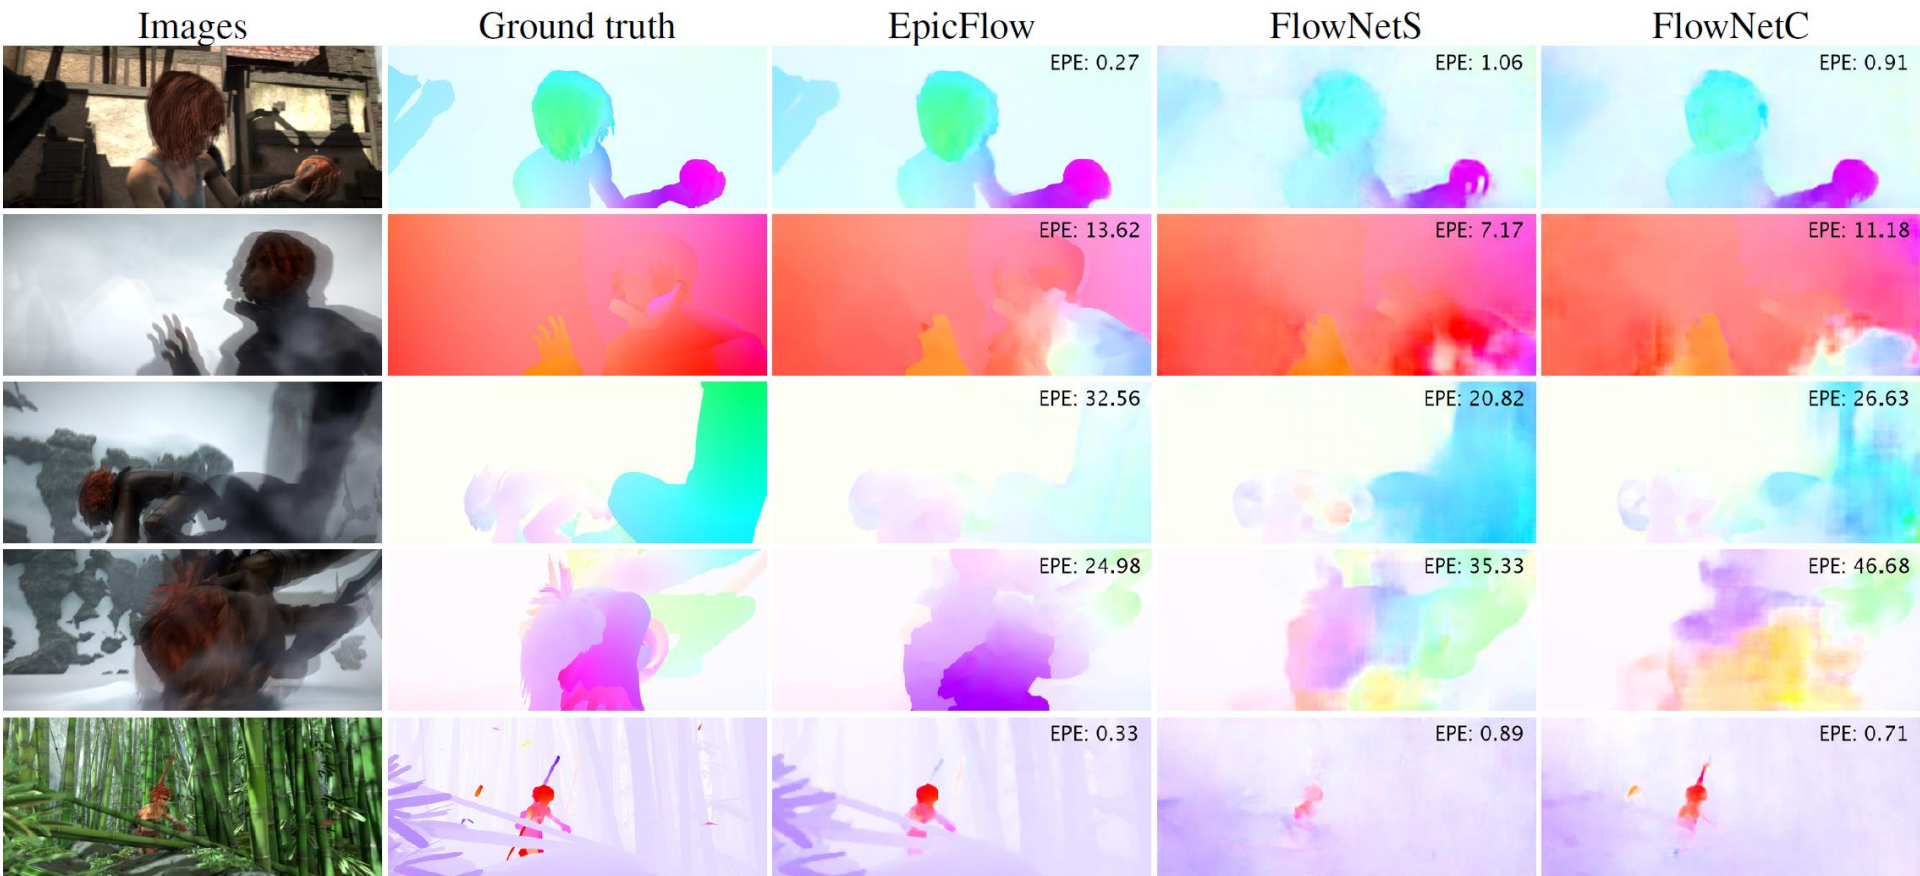 Images Ground truth EpicFlow FlowNetS FlowNetC
EPE: 0.27 EPE: 1.06 EPE: 0.91
EPE: 13.62 EPE: 7.17 EPE: 11.18
EPE: 32.56 EPE: 20.82 EPE: 26.63
EPE: 24.98 EPE: 35.33 EPE: 46.68
EPE: 0.33 EPE: 0.89 EPE: 0.71